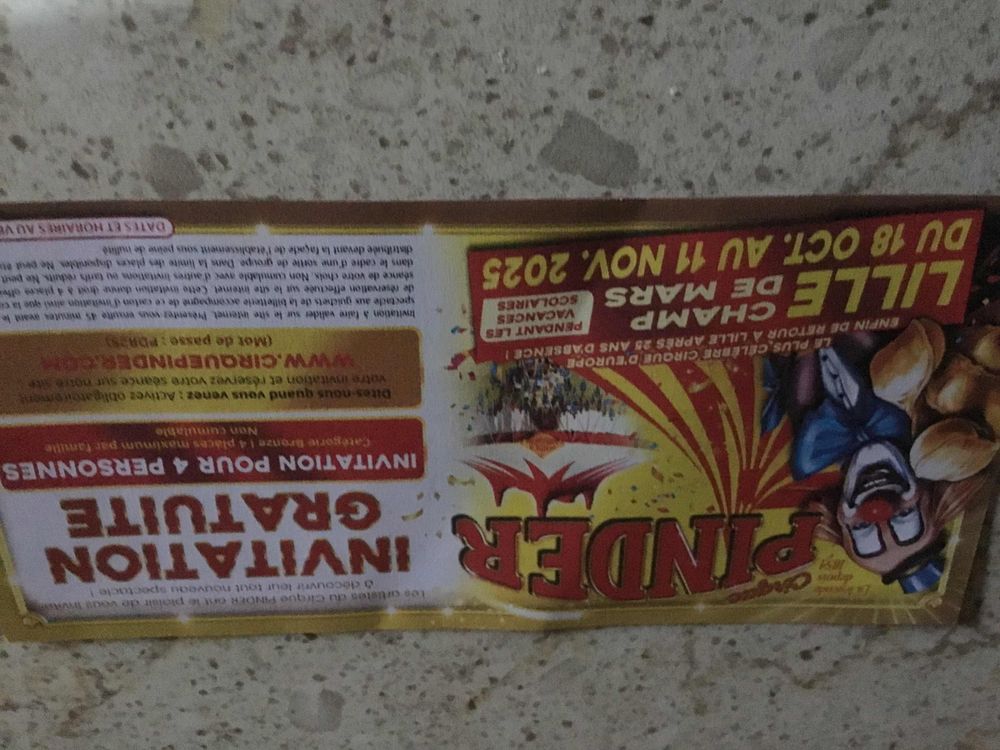 La légende
depuis 1854
Cirque
PINDER
LE PLUS CÉLÈBRE CIRQUE D'EUROPE
ENFIN DE RETOUR À LILLE APRÈS 25 ANS D'ABSENCE !
LILLE CHAMP DE MARS
PENDANT LES
VACANCES
SCOLAIRES
DU 18 OCT. AU 11 NOV. 2025
Les artistes du Cirque PINDER ont le plaisir de vous
à découvrir leur tout nouveau spectacle !
INVITATION
GRATUITE
INVITATION POUR 4 PERSONNES
Catégorie Bronze / 4 places maximum par famille
Non cumulable
Dites-nous quand vous venez : Activez obligatoirement
votre invitation et réservez votre séance sur notre site :
WWW.CIRQUEPINDER.COM
(Mot de passe : PDR25)
Invitation à faire valider sur le site internet. Présentez-vous ensuite 45 minutes avant le
spectacle aux guichets de la billetterie accompagné de ce carton d'invitation ainsi que la
de réservation effectuée sur le site internet. Cette invitation donne droit à 4
séance de votre choix. Non cumulable avec d'autres invitations ou tarifs réduits. Ne peut
dans le cadre d'une sortie de groupe. Dans la limite des places disponibles. Ne peut être
distribuée devant la façade de l'établissement sous peine de nullité
DATES ET HORAIRES AU